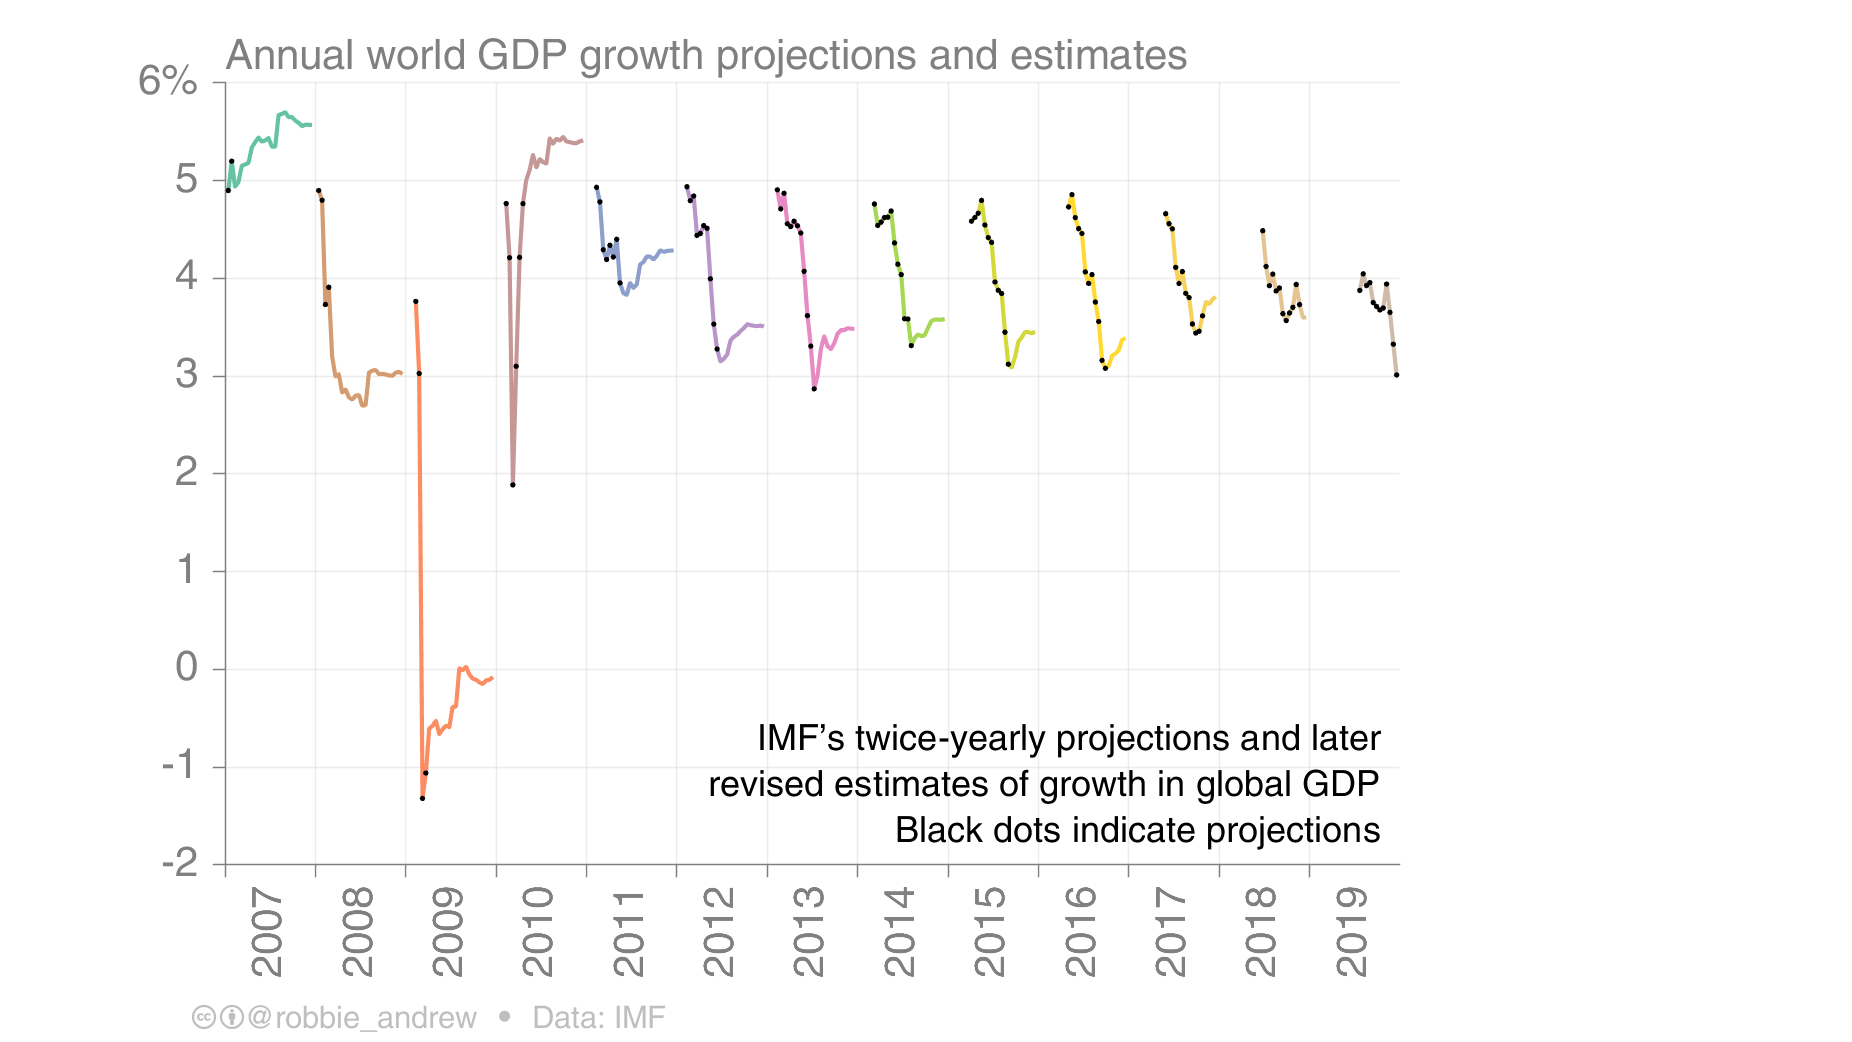 Annual world GDP growth projections and estimates
6%
5
4
3
2
1
0
-1
-2
IMF’s twice-yearly projections and later
revised estimates of growth in global GDP
Black dots indicate projections
2007 2008 2009 2010 2011 2012 2013 2014 2015 2016 2017 2018 2019
@robbie_andrew • Data: IMF